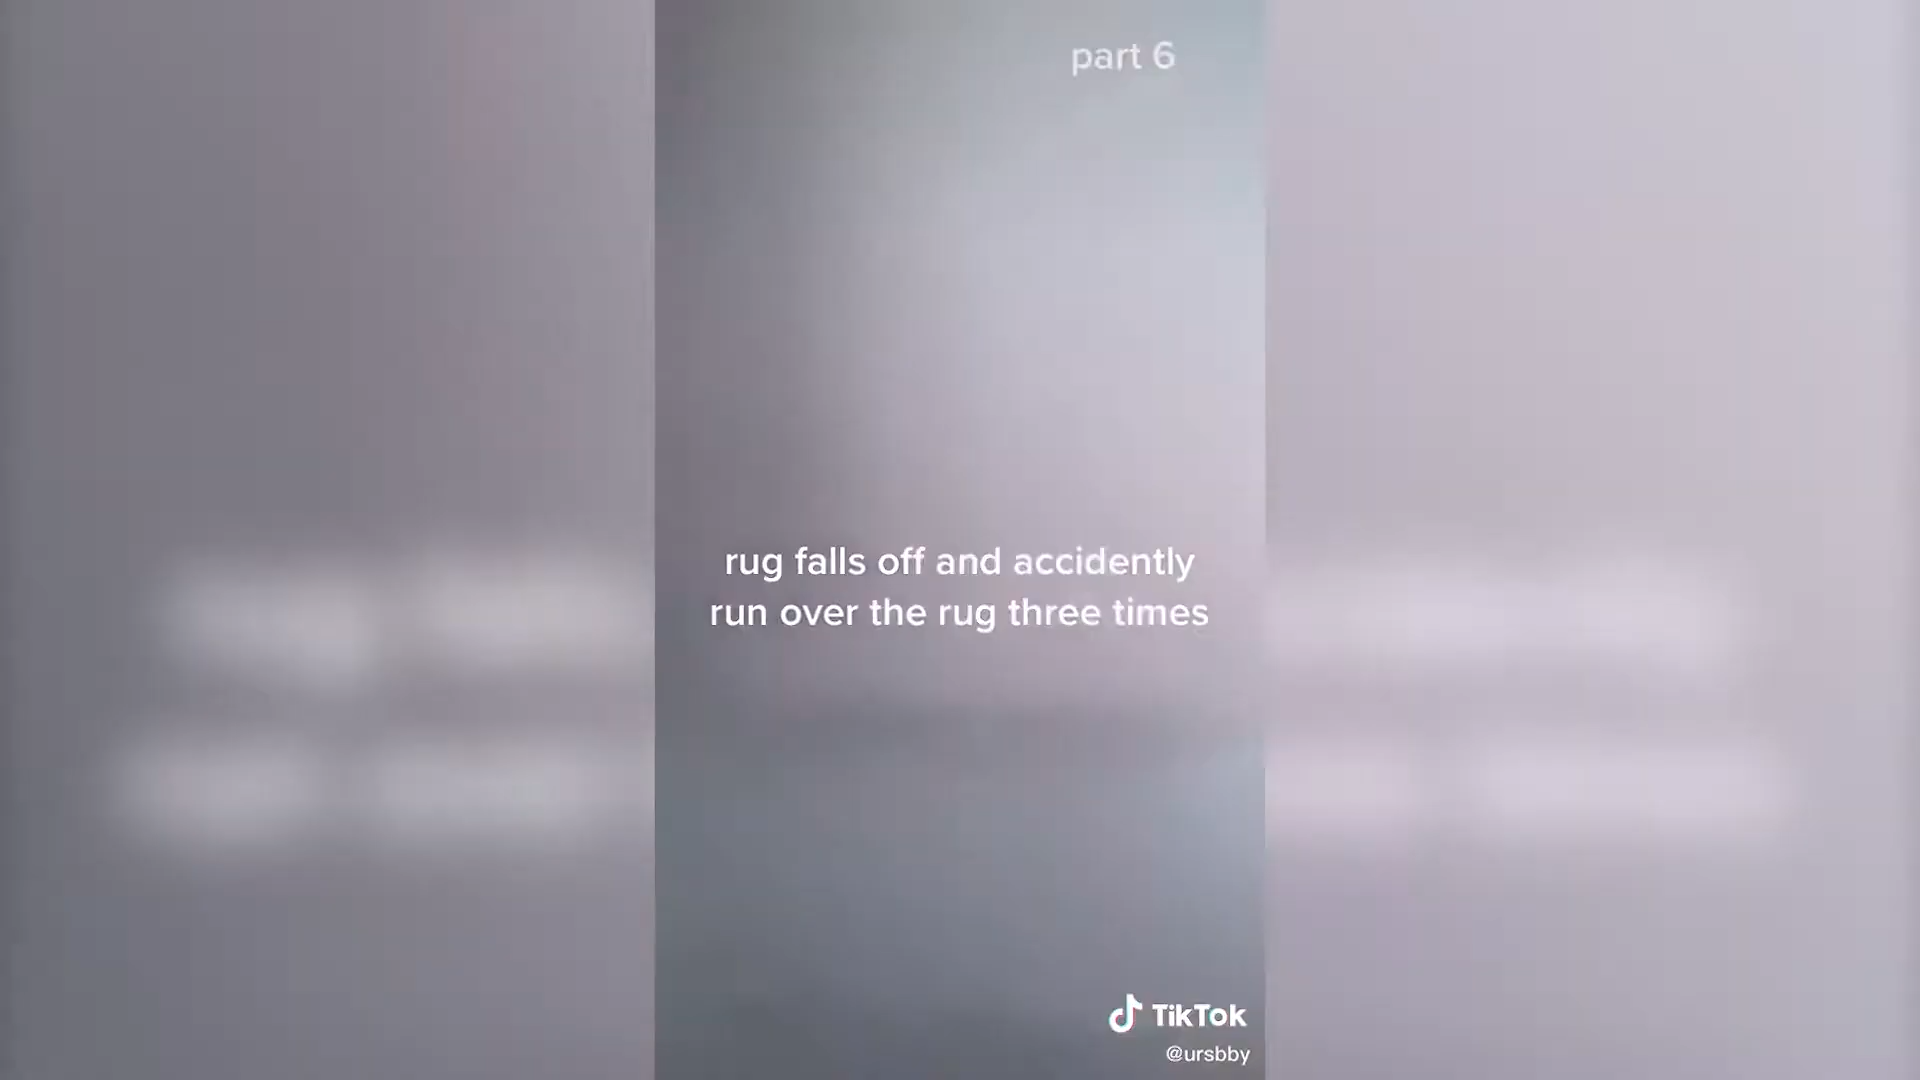 part 6
rug falls off and accidently
run over the rug three times
TikTok
@ursbby